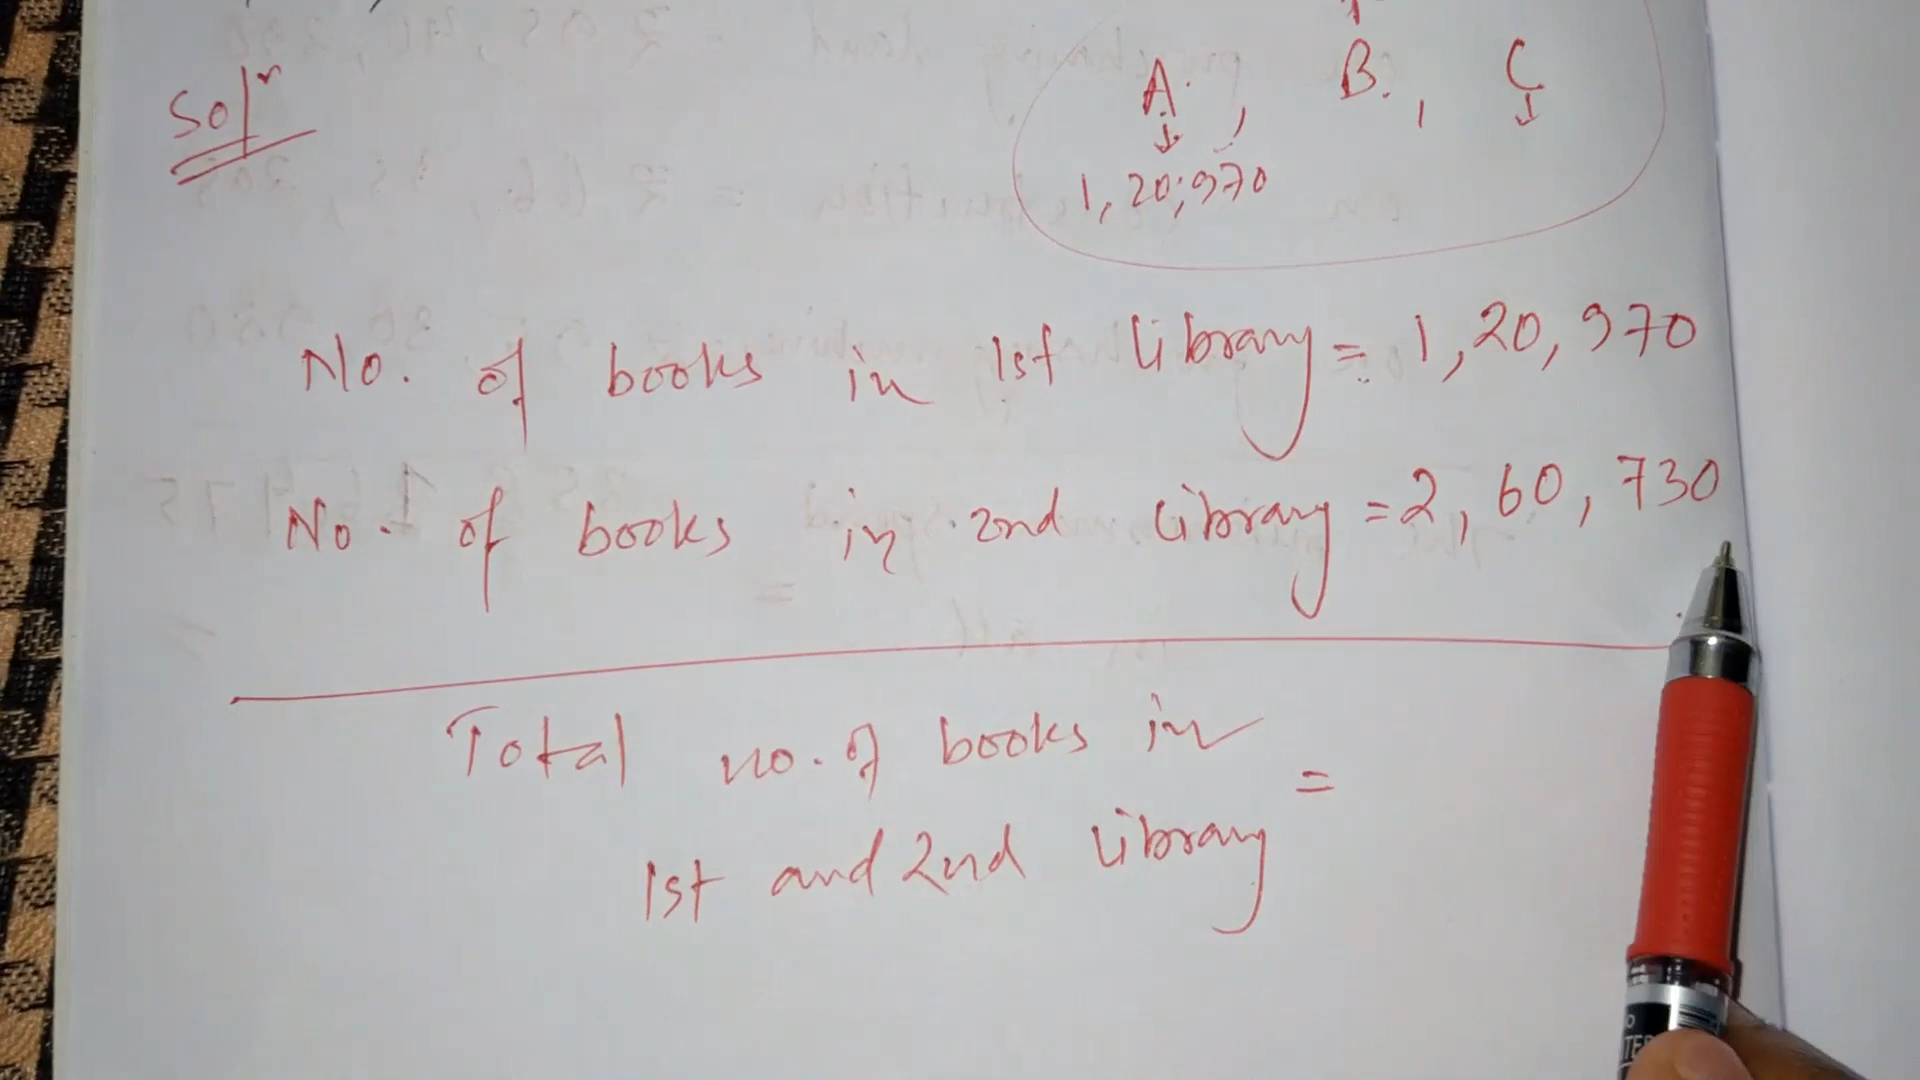 Soln
A. , B. , C
1,20,970
No. of books in 1st library = 1,20,970
No. of books in 2nd library = 2,60,730
Total no. of books in
1st and 2nd library =